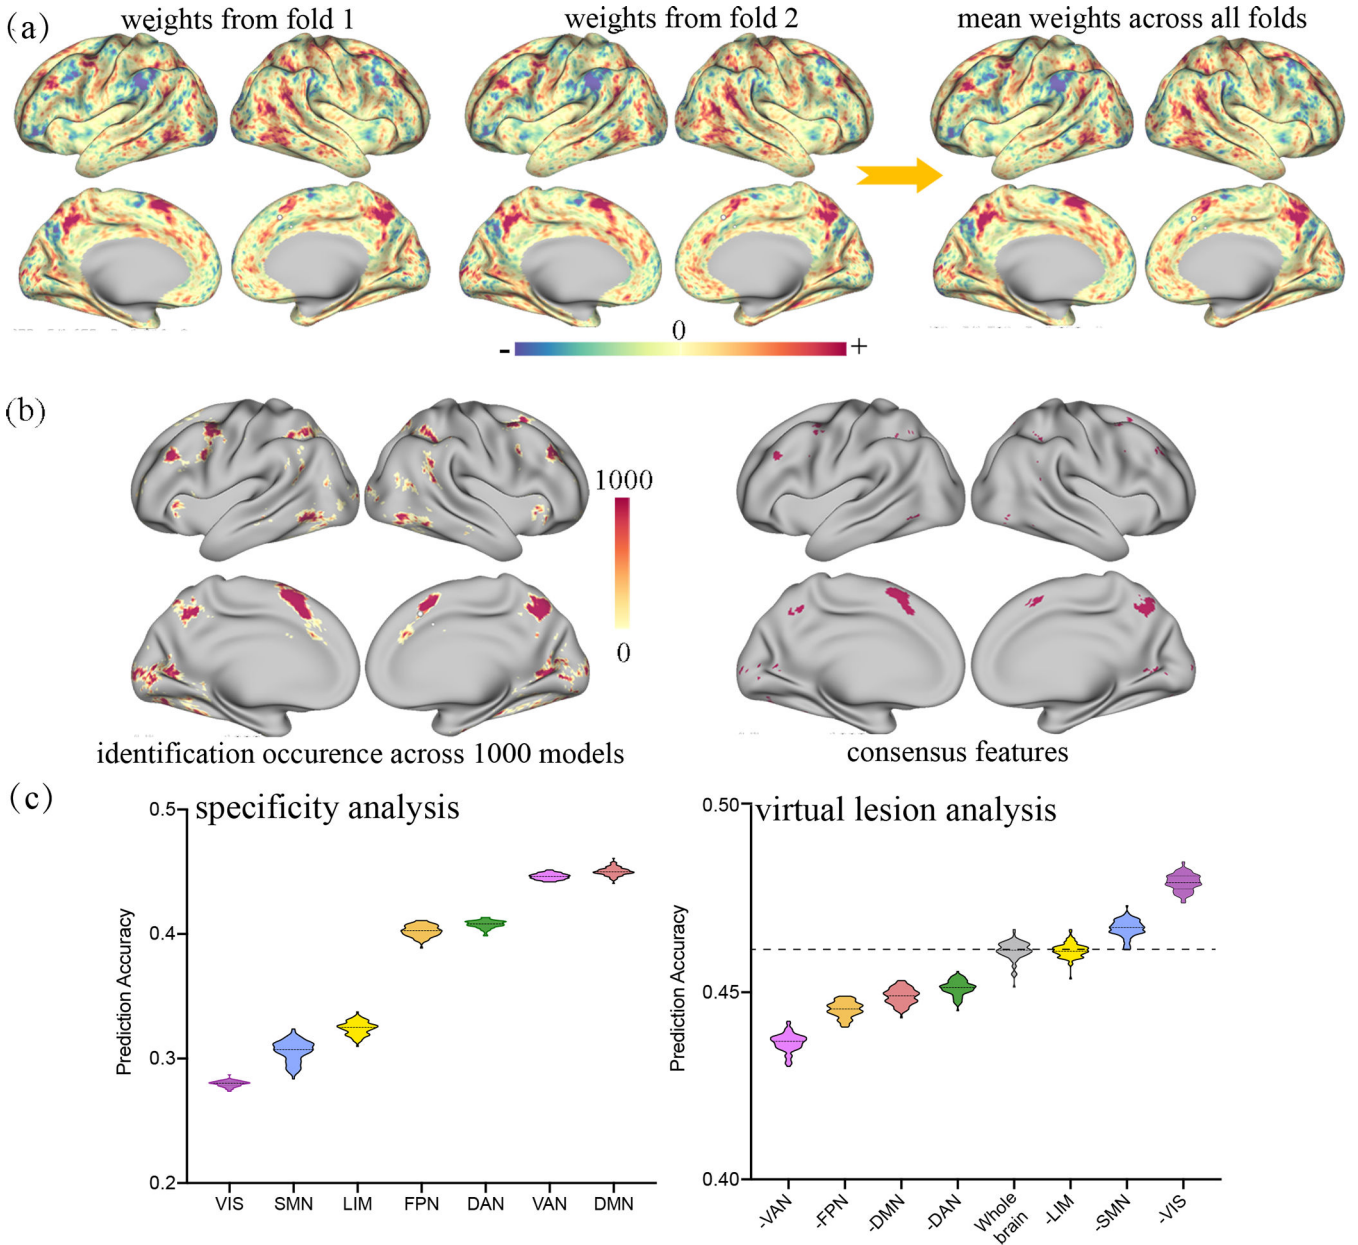 (a)
weights from fold 1
weights from fold 2
mean weights across all folds
0
- +
(b)
1000
0
identification occurence across 1000 models
consensus features
(c)
specificity analysis
Prediction Accuracy
0.5
0.4
0.3
0.2
VIS SMN LIM FPN DAN VAN DMN
virtual lesion analysis
Prediction Accuracy
0.50
0.45
0.40
-VAN
-FPN
-DMN
-DAN
Whole
brain
-LIM
-SMN
-VIS